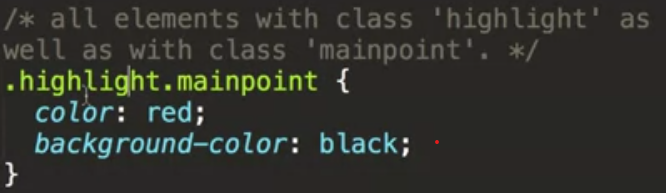 /* all elements with class 'highlight' as
well as with class 'mainpoint'. */
.highlight.mainpoint {
color: red;
background-color: black;
}